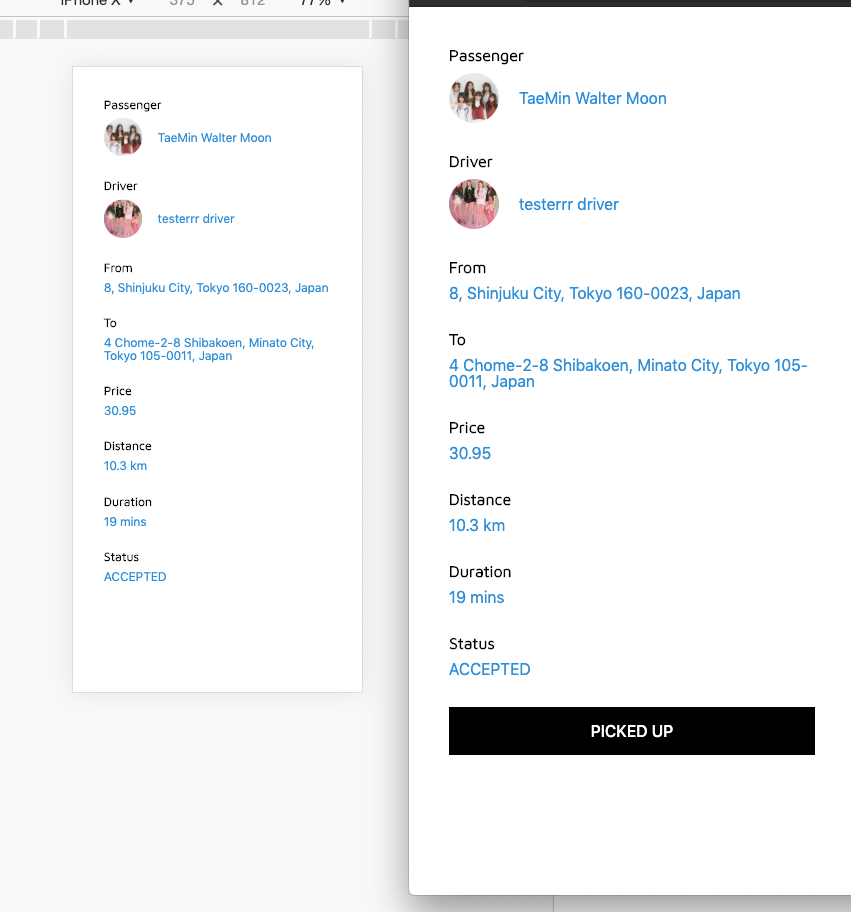 iPhone X
375 X 812
77%
Passenger
TaeMin Walter Moon
Driver
testerrr driver
From
8, Shinjuku City, Tokyo 160-0023, Japan
To
4 Chome-2-8 Shibakoen, Minato City,
Tokyo 105-0011, Japan
Price
30.95
Distance
10.3 km
Duration
19 mins
Status
ACCEPTED
Passenger
TaeMin Walter Moon
Driver
testerrr driver
From
8, Shinjuku City, Tokyo 160-0023, Japan
To
4 Chome-2-8 Shibakoen, Minato City, Tokyo 105-
0011, Japan
Price
30.95
Distance
10.3 km
Duration
19 mins
Status
ACCEPTED
PICKED UP